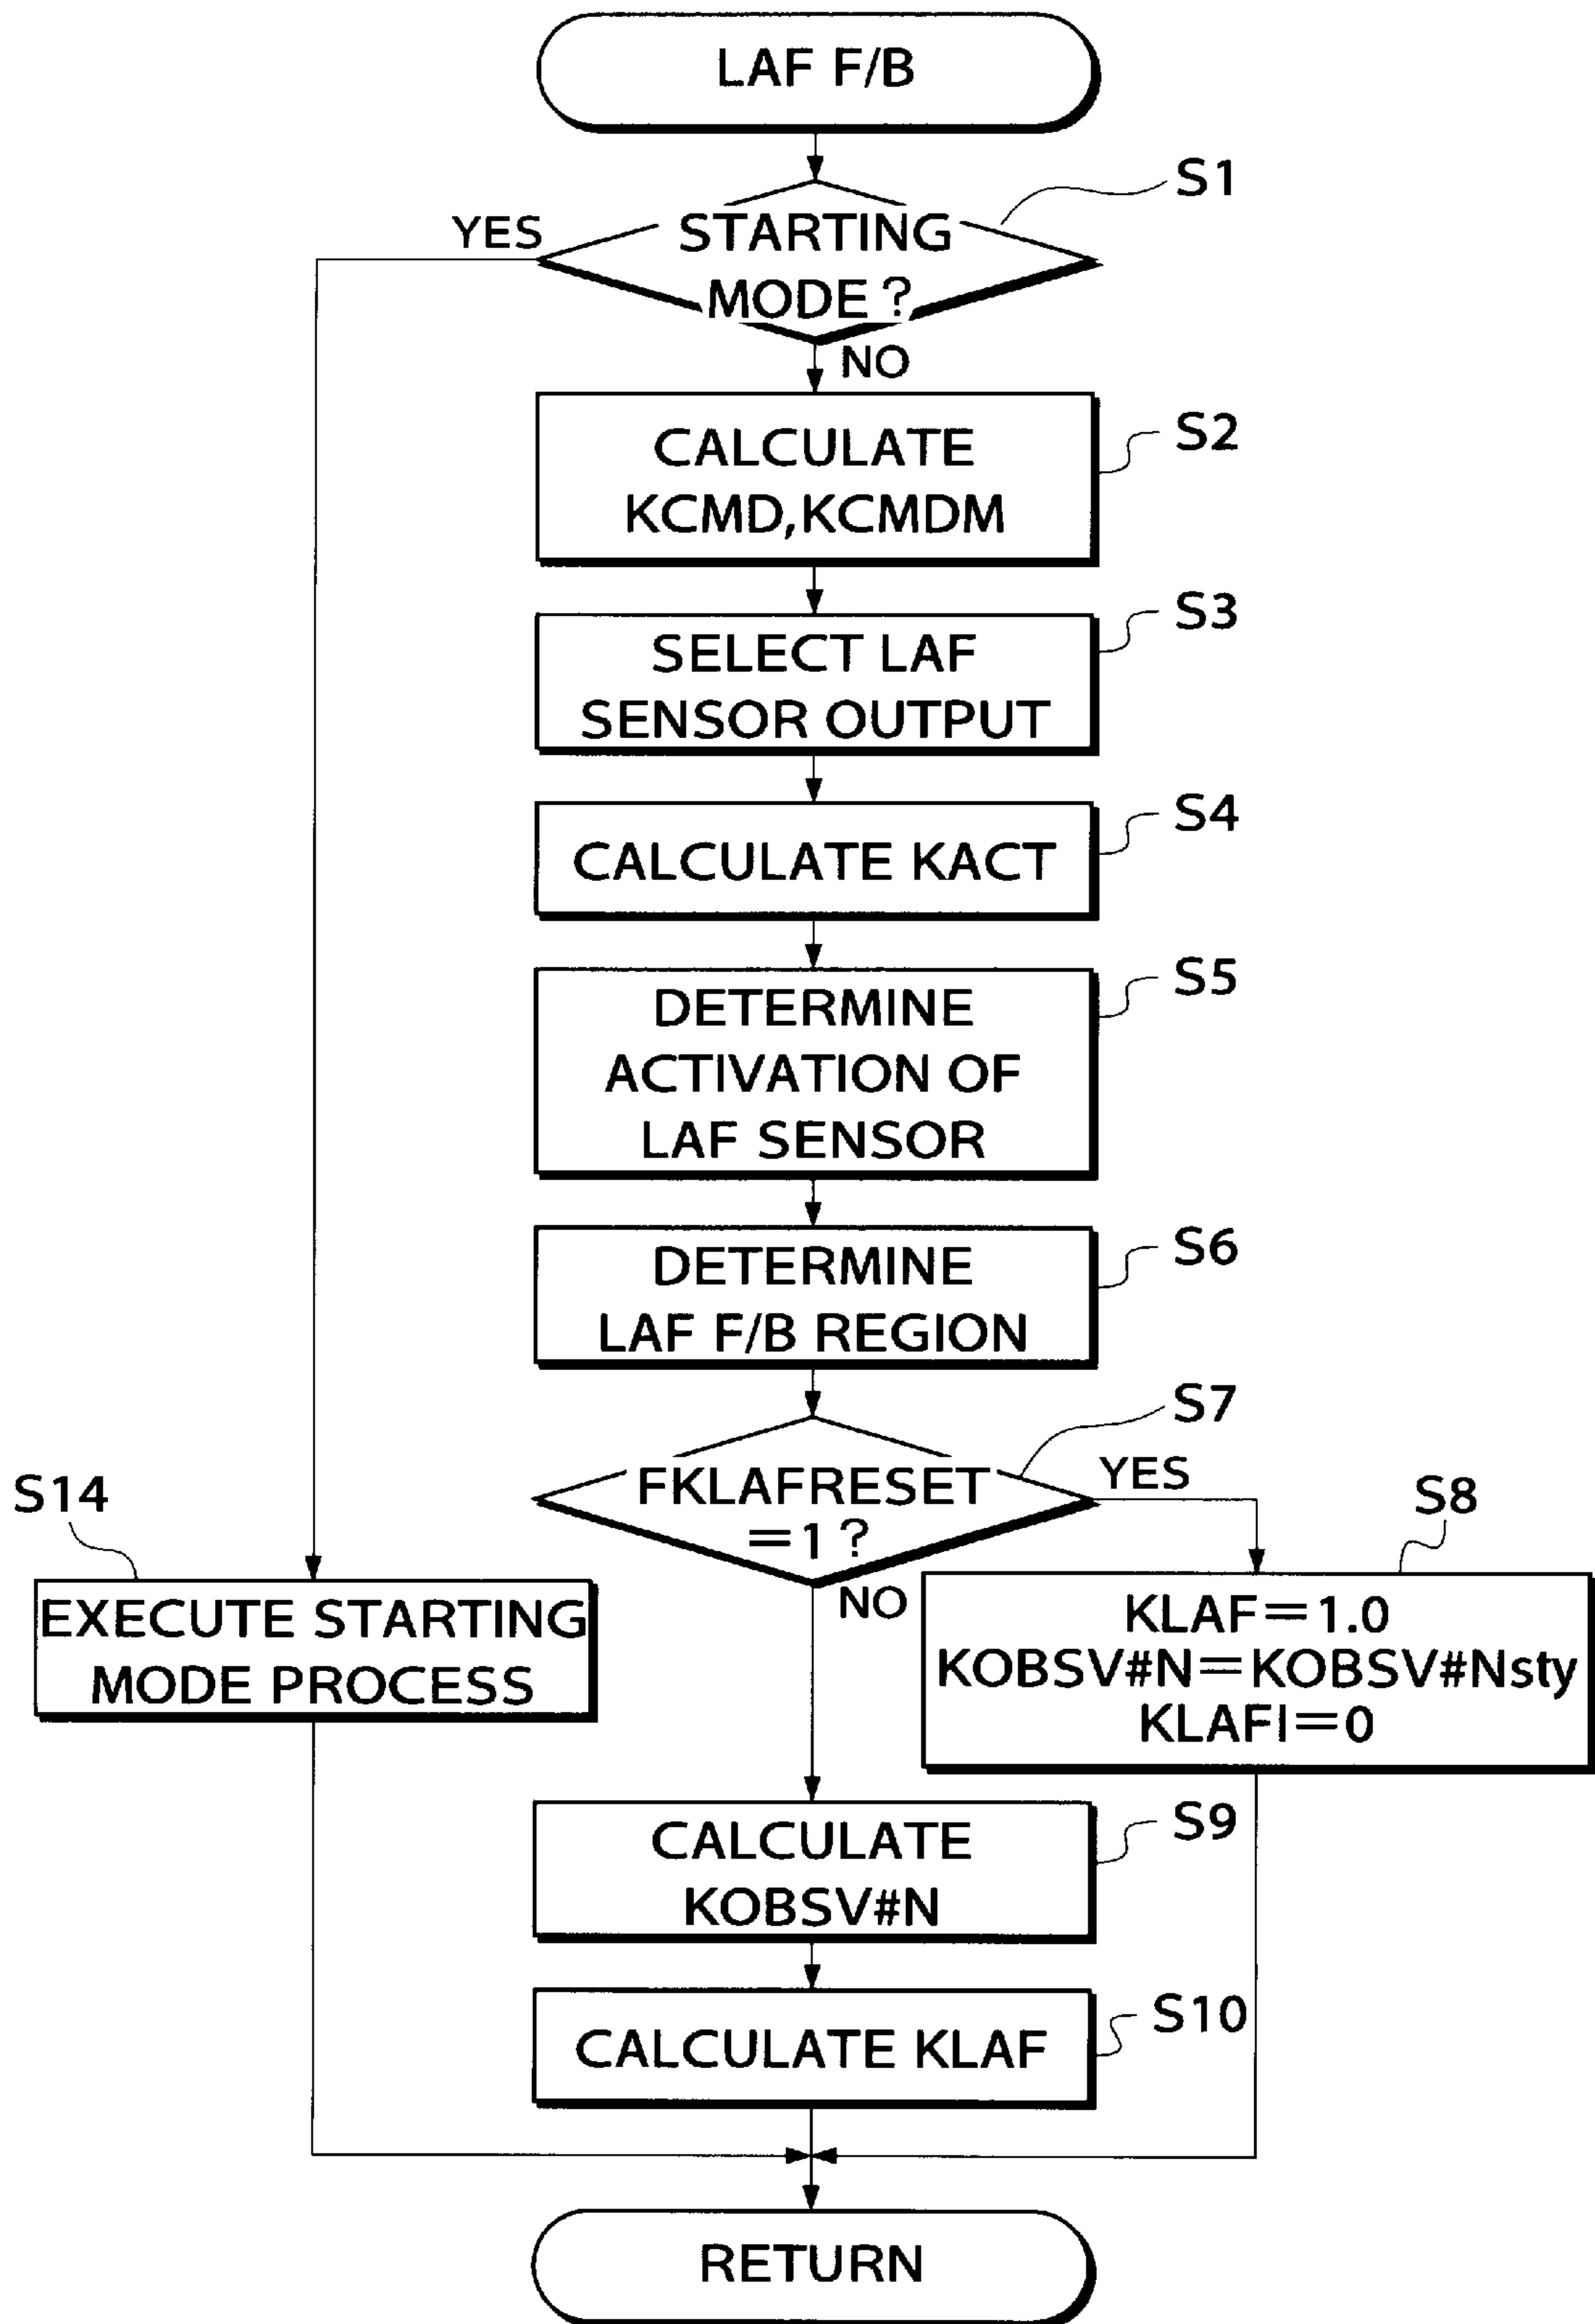 LAF F/B
S1
YES
STARTING
MODE?
NO
S2
CALCULATE
KCMD,KCMDM
S3
SELECT LAF
SENSOR OUTPUT
S4
CALCULATE KACT
S5
DETERMINE
ACTIVATION OF
LAF SENSOR
S6
DETERMINE
LAF F/B REGION
S7
FKLAFRESET
=1?
YES
NO
S14
EXECUTE STARTING
MODE PROCESS
S8
KLAF=1.0
KOBSV#N=KOBSV#Nsty
KLAFI=0
S9
CALCULATE
KOBSV#N
S10
CALCULATE KLAF
RETURN